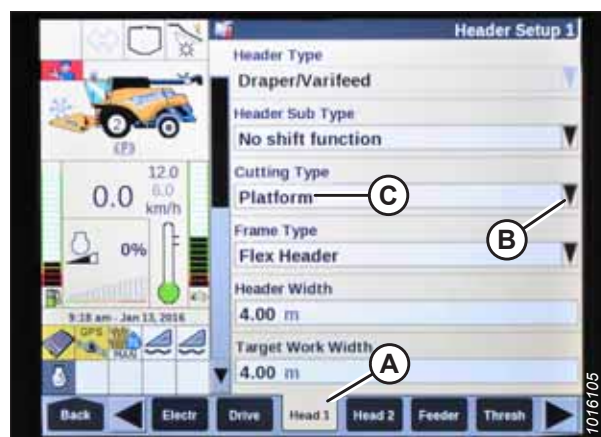 Header Setup 1
Header Type
Draper/Varifeed
Header Sub Type
No shift function
Cutting Type
Platform
C
B
Frame Type
Flex Header
Header Width
4.00 m
Target Work Width
4.00 m
A
2
(P)
12.0
6.0
0.0 km/h
0%
9:18 am - Jan 13, 2016
GPS
MAN
Back
Electr
Drive
Head 1
Head 2
Feeder
Thresh
1016105